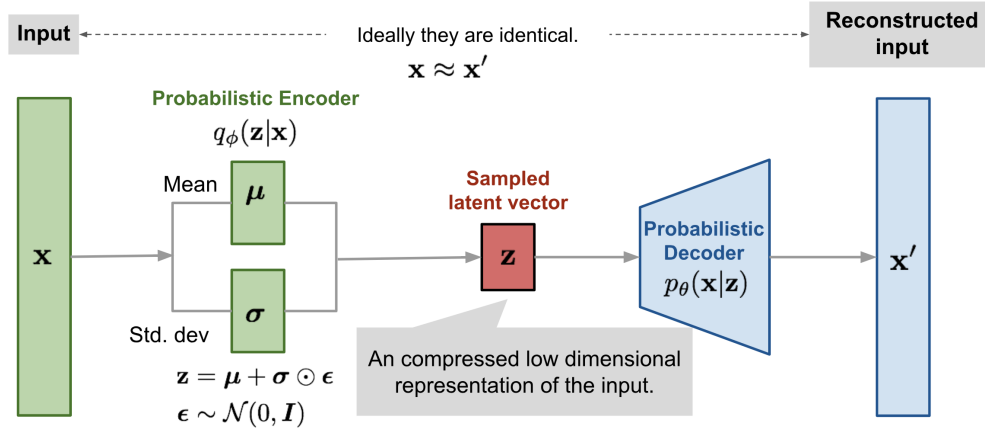 Input
Ideally they are identical.
x ≈ x′
Reconstructed
input
Probabilistic Encoder
qϕ(z|x)
Mean
μ
x
σ
Std. dev
z = μ + σ ⊙ ϵ
ϵ ∼ 𝒩(0, I)
Sampled
latent vector
z
An compressed low dimensional
representation of the input.
Probabilistic
Decoder
pθ(x|z)
x′